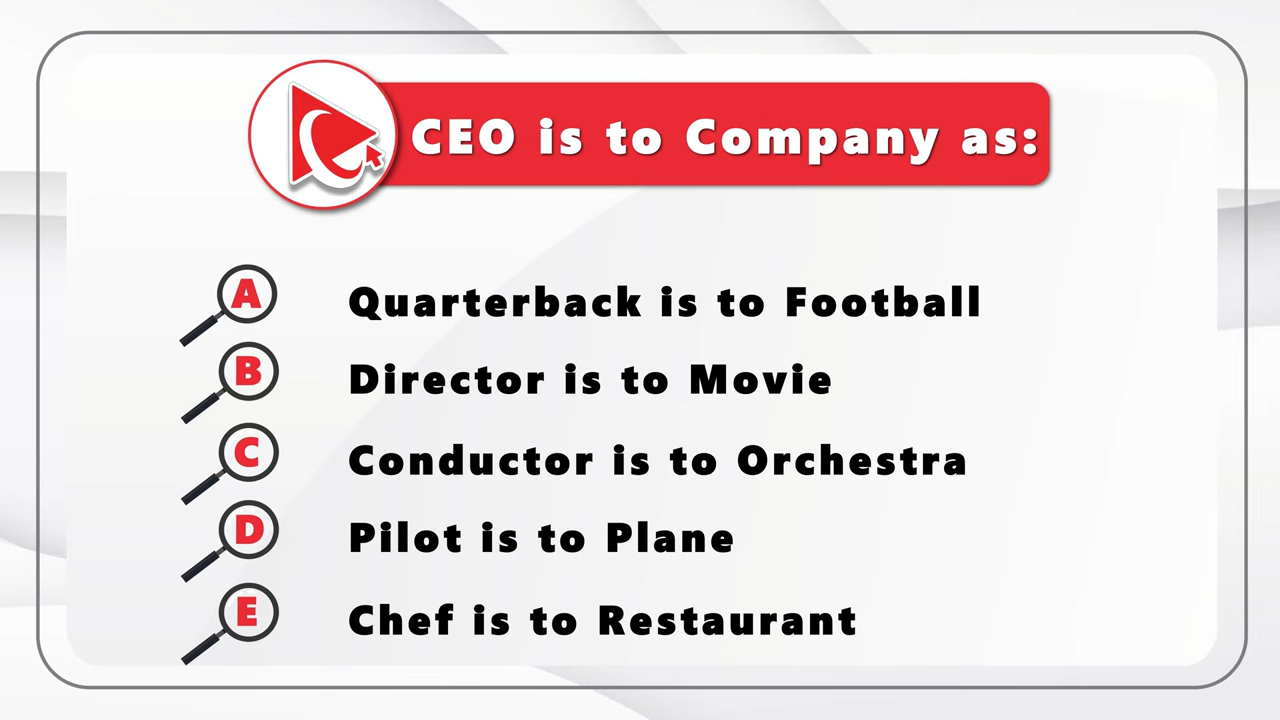 CEO is to Company as:
A Quarterback is to Football
B Director is to Movie
C Conductor is to Orchestra
D Pilot is to Plane
E Chef is to Restaurant